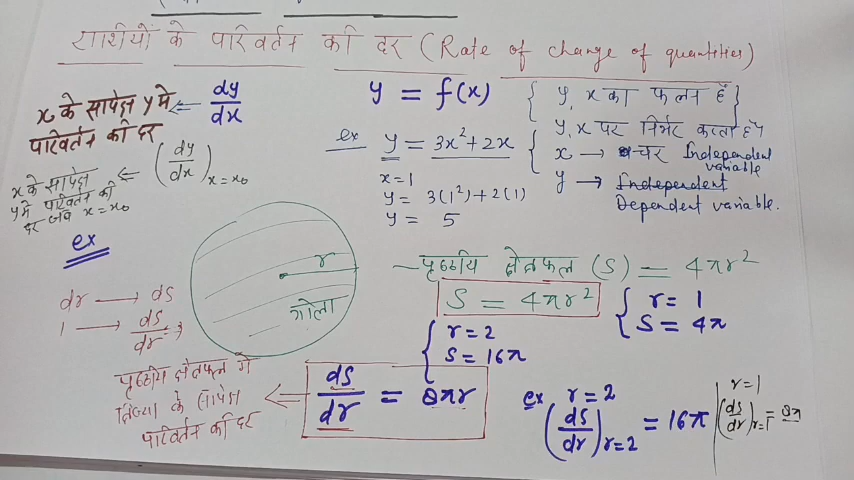 राशियों के परिवर्तन की दर (Rate of change of quantities)
x के सापेक्ष y मे
परिवर्तन की दर
⇐ dy/dx
y = f(x)
{ y, x का फलन है }
y, x पर निर्भर करता है
ex y = 3x² + 2x
x → चर Independent variable
y → Independent
Dependent variable.
x = 1
y = 3(1²) + 2(1)
y = 5
x के सापेक्ष
y मे परिवर्तन की
दर जब x = x₀
⇐ (dy/dx)x=x₀
ex
r
गोला
पृष्ठीय क्षेत्रफल (S) = 4πr²
S = 4πr²
{ r = 1
S = 4π
{ r = 2
S = 16π
dr → ds
1 → ds/dr
पृष्ठीय क्षेत्रफल मे
त्रिज्या के सापेक्ष
परिवर्तन की दर
⇐ ds/dr = 8πr
ex r = 2
(ds/dr)r=2 = 16π
r = 1
(ds/dr)r=1 = 8π